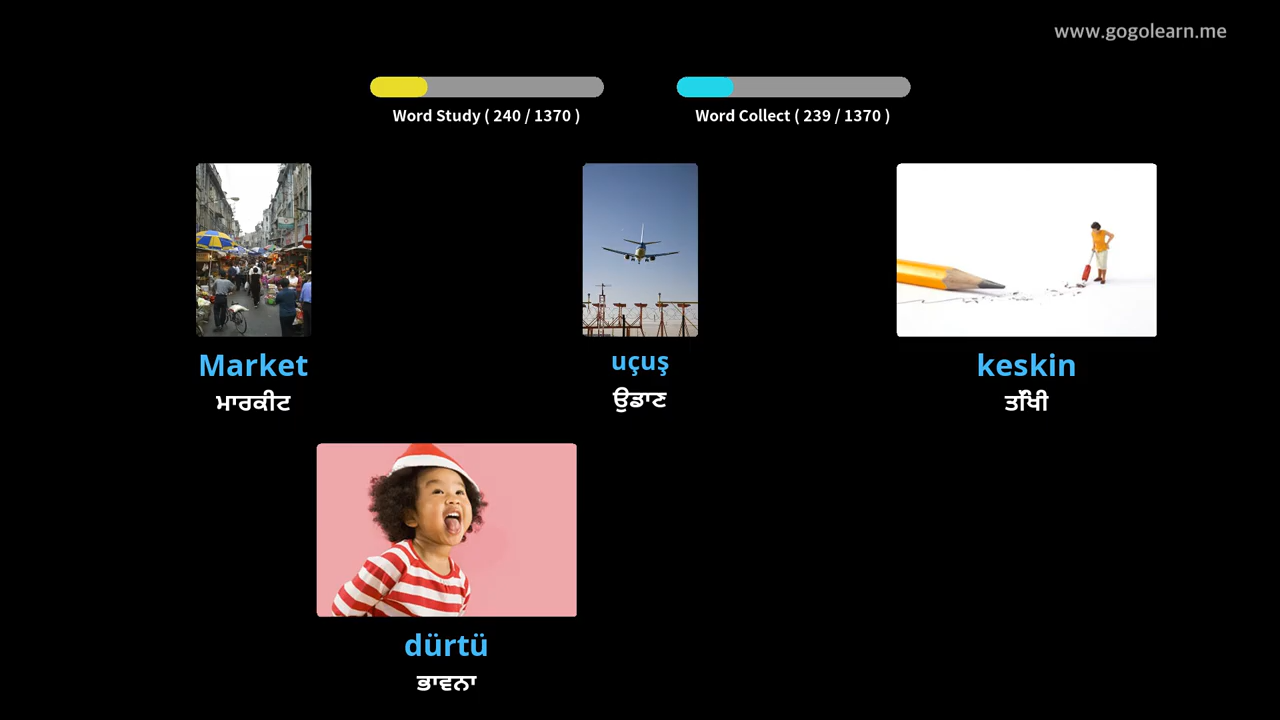 www.gogolearn.me
Word Study ( 240 / 1370 )
Word Collect ( 239 / 1370 )
Market
ਮਾਰਕੀਟ
uçuş
ਉਡਾਣ
keskin
ਤਿੱਖੀ
dürtü
ਭਾਵਨਾ